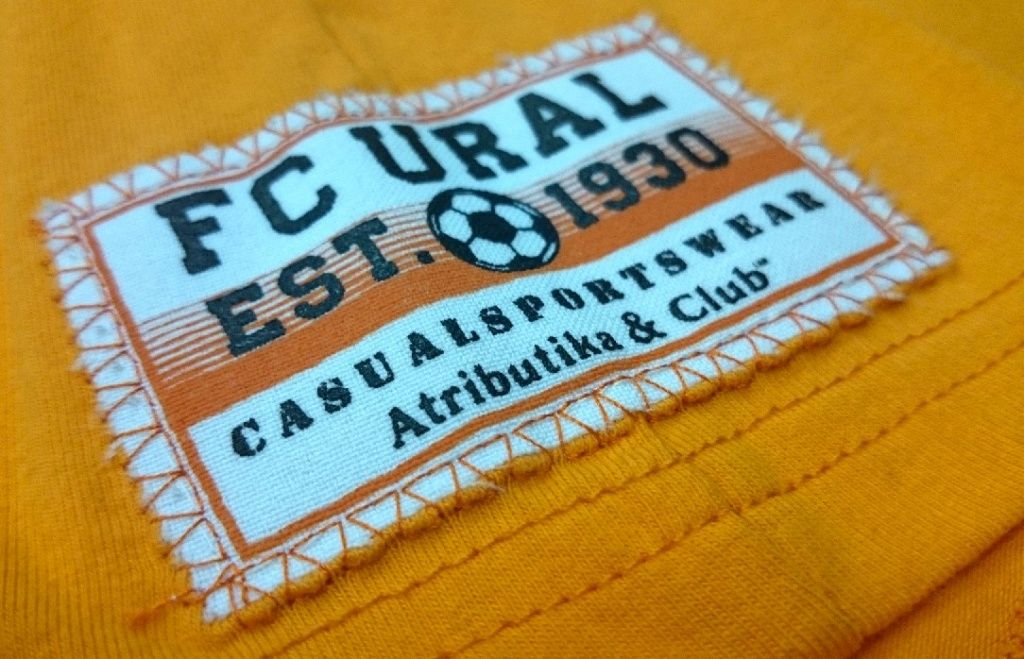 FC URAL
EST. 1930
CASUALSPORTSWEAR
Atributika & Club™